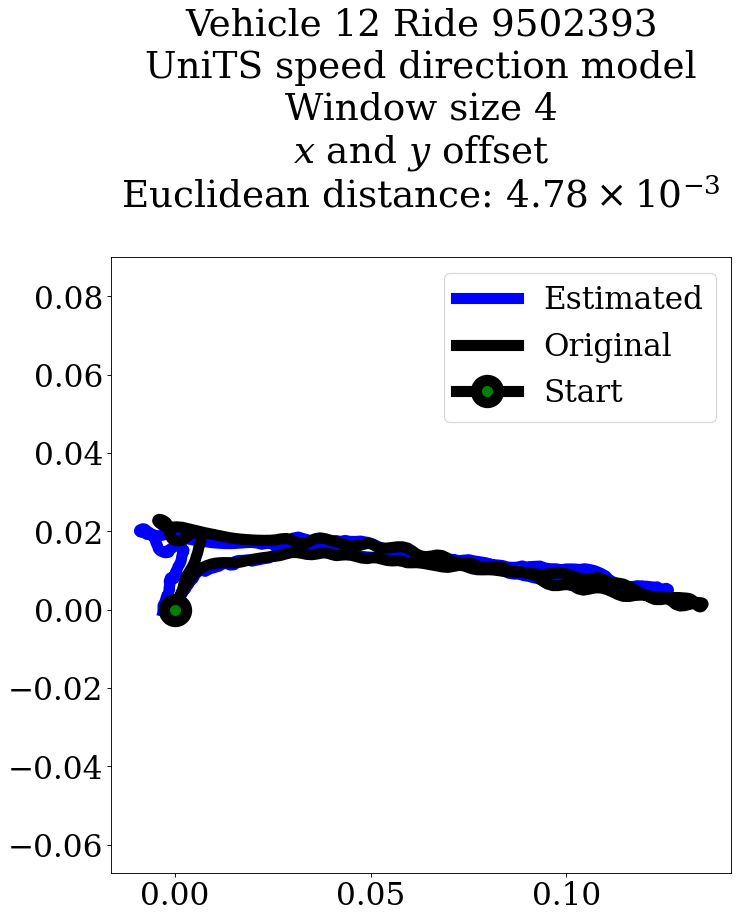 Vehicle 12 Ride 9502393
UniTS speed direction model
Window size 4
x and y offset
Euclidean distance: 4.78 × 10⁻³
Estimated
Original
Start
0.08
0.06
0.04
0.02
0.00
−0.02
−0.04
−0.06
0.00 0.05 0.10